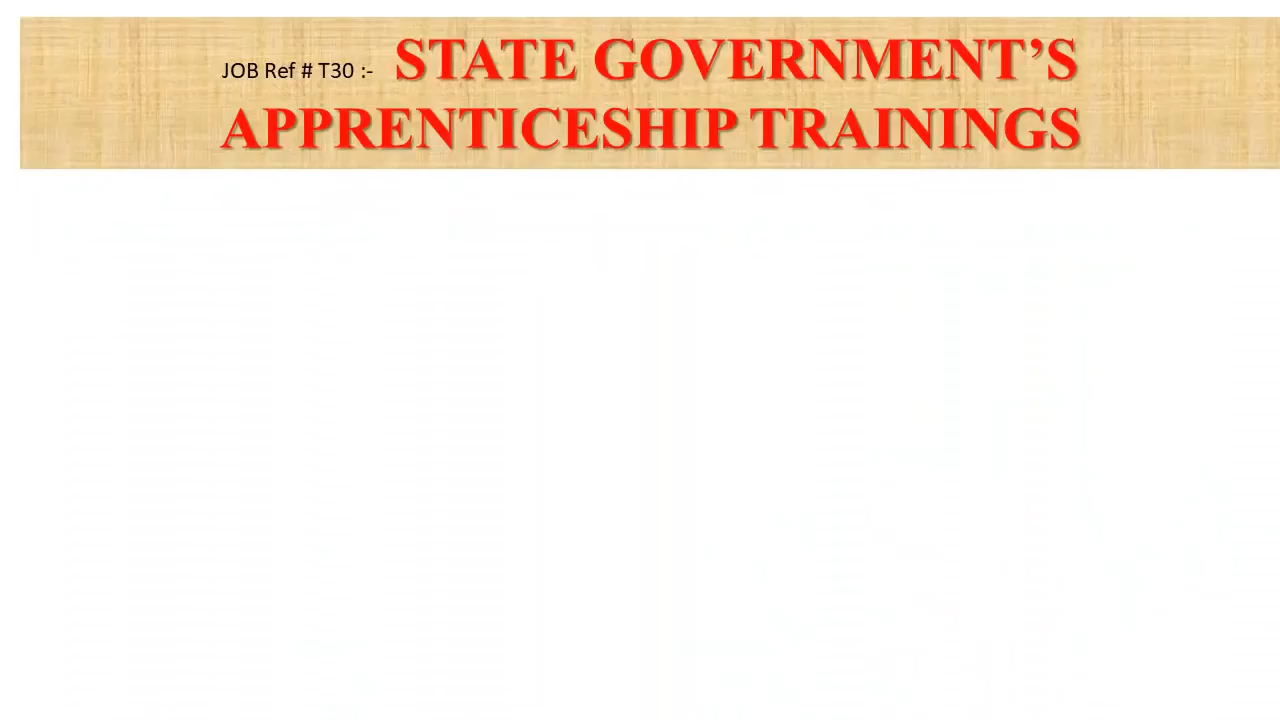 JOB Ref # T30 :- STATE GOVERNMENT’S
APPRENTICESHIP TRAININGS